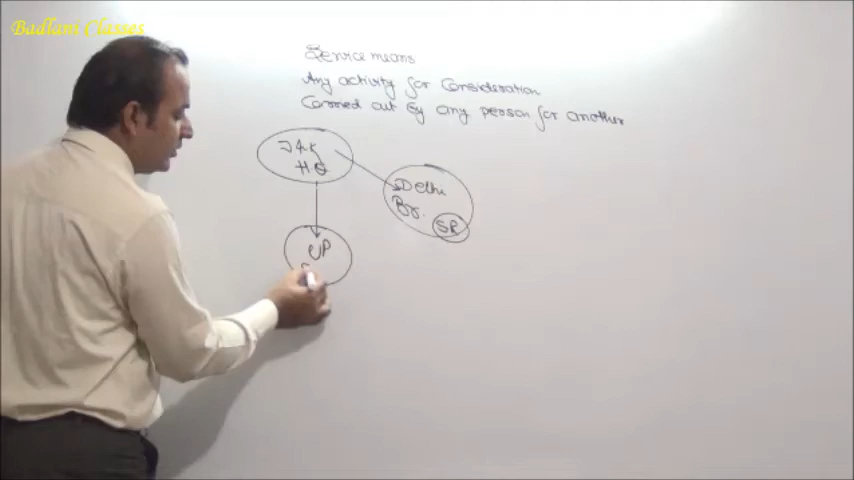 Badlani Classes
Service means
Any activity for Consideration
Carried out by any person for another
J&K
HO
Delhi
Br.
SR
UP